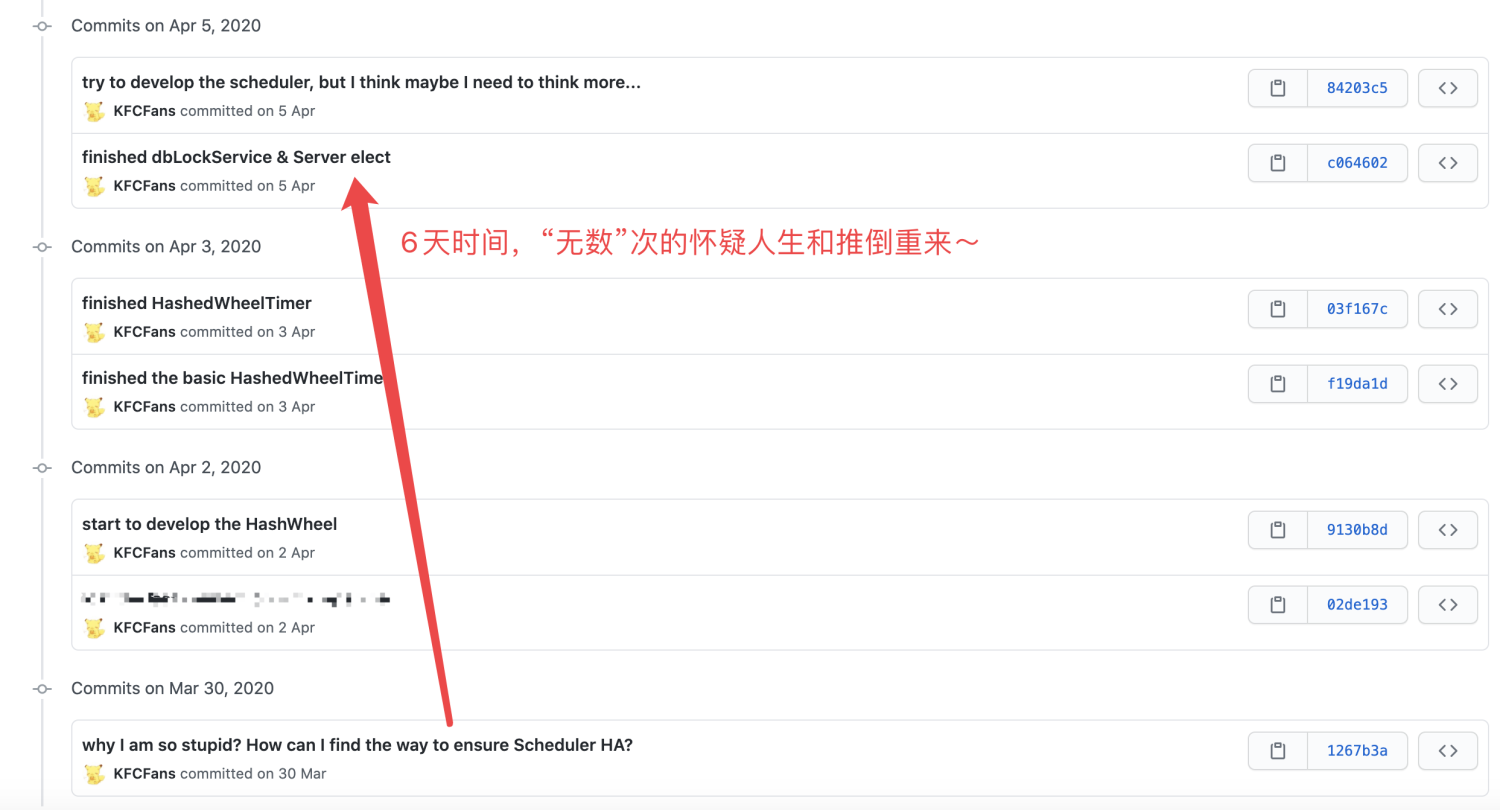 Commits on Apr 5, 2020
try to develop the scheduler, but I think maybe I need to think more...
84203c5
KFCFans committed on 5 Apr
finished dbLockService & Server elect
c064602
KFCFans committed on 5 Apr
6天时间，“无数”次的怀疑人生和推倒重来～
Commits on Apr 3, 2020
finished HashedWheelTimer
03f167c
KFCFans committed on 3 Apr
finished the basic HashedWheelTime
f19da1d
KFCFans committed on 3 Apr
Commits on Apr 2, 2020
start to develop the HashWheel
9130b8d
KFCFans committed on 2 Apr
02de193
KFCFans committed on 2 Apr
Commits on Mar 30, 2020
why I am so stupid? How can I find the way to ensure Scheduler HA?
1267b3a
KFCFans committed on 30 Mar